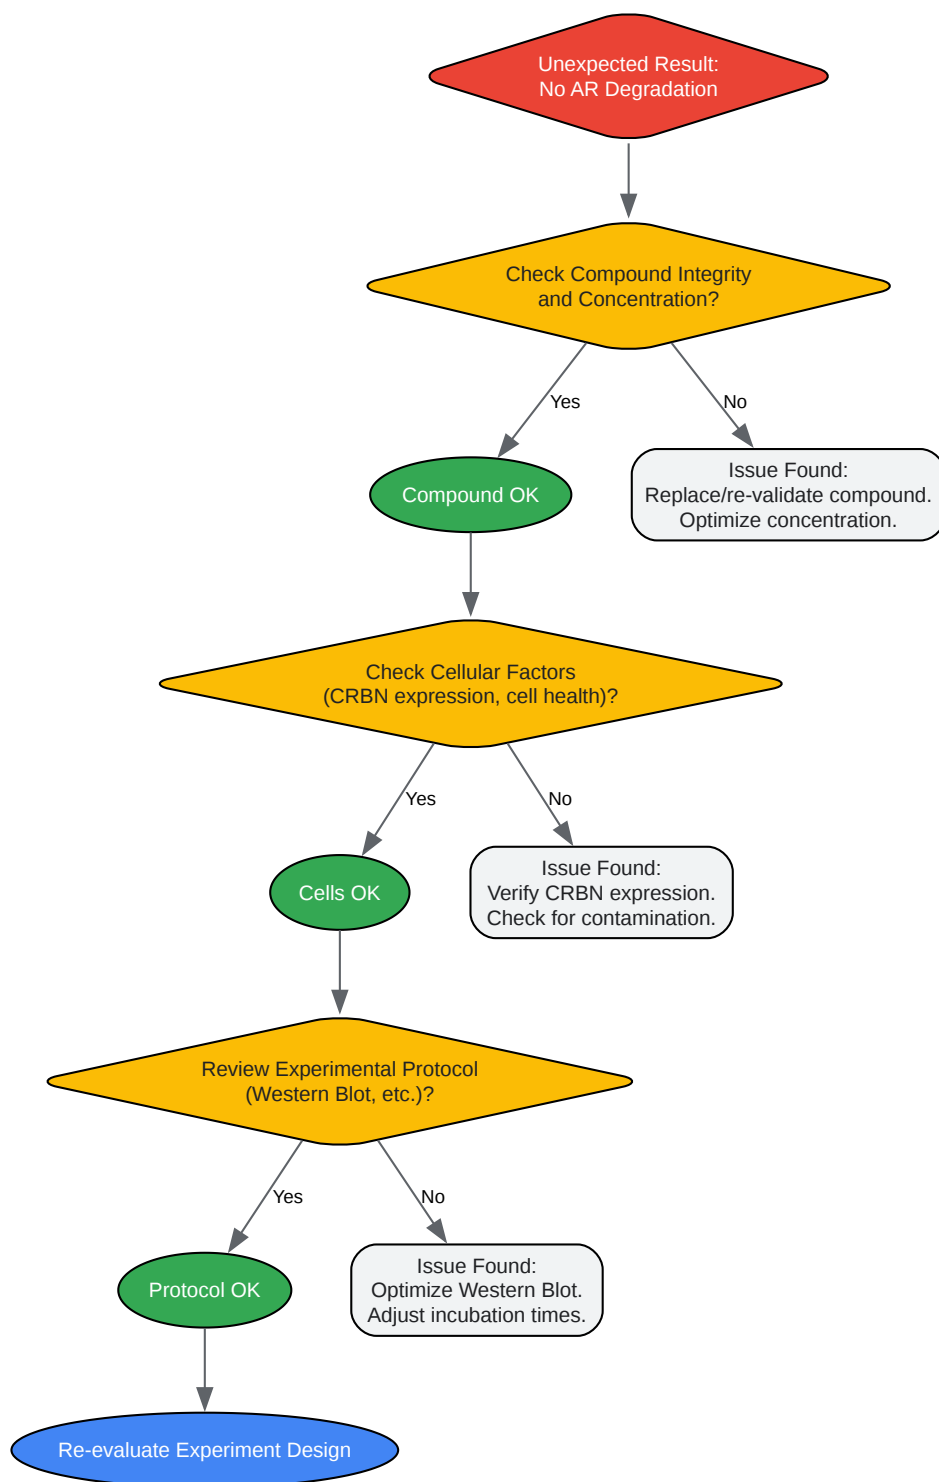 Unexpected Result:
No AR Degradation
Check Compound Integrity
and Concentration?
Yes
No
Compound OK
Issue Found:
Replace/re-validate compound.
Optimize concentration.
Check Cellular Factors
(CRBN expression, cell health)?
Yes
No
Cells OK
Issue Found:
Verify CRBN expression.
Check for contamination.
Review Experimental Protocol
(Western Blot, etc.)?
Yes
No
Protocol OK
Issue Found:
Optimize Western Blot.
Adjust incubation times.
Re-evaluate Experiment Design